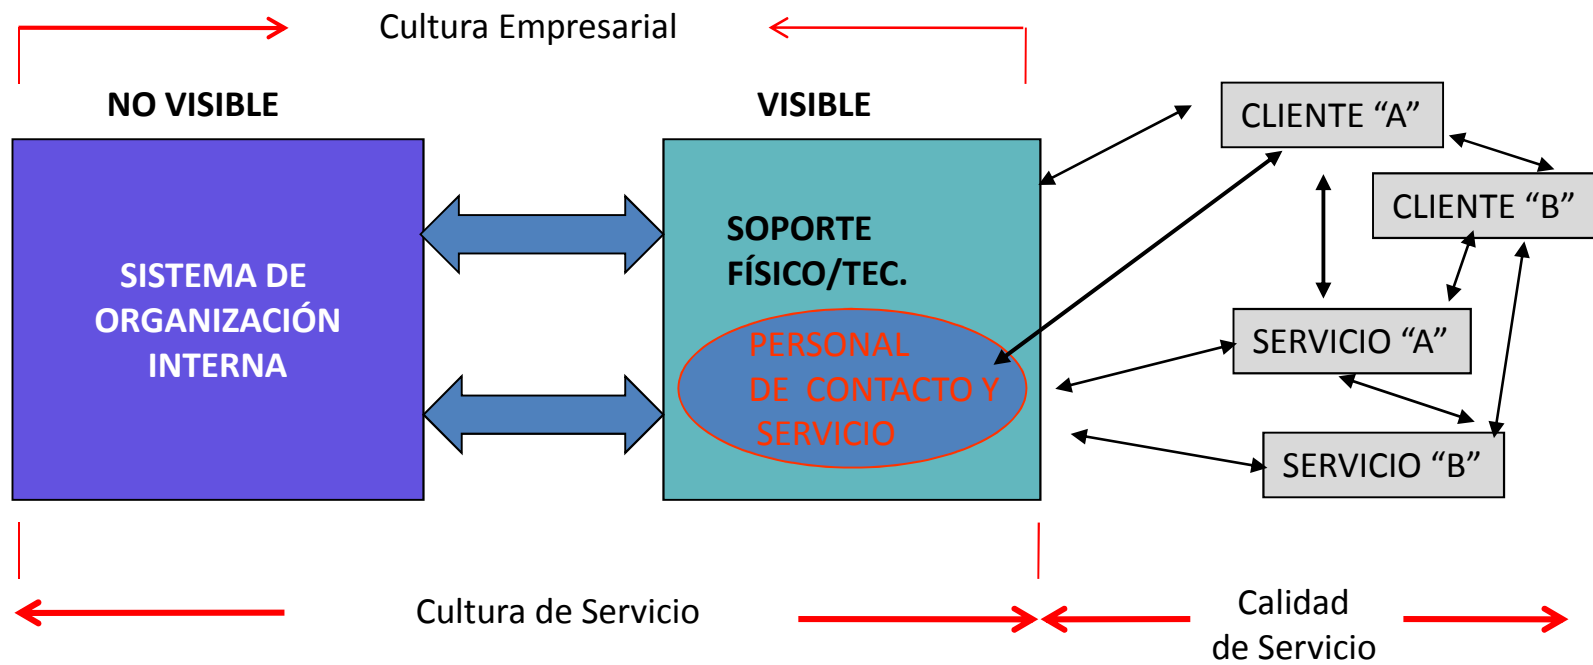 Cultura Empresarial
NO VISIBLE
VISIBLE
SISTEMA DE
ORGANIZACIÓN
INTERNA
SOPORTE
FÍSICO/TEC.
PERSONAL
DE CONTACTO Y
SERVICIO
CLIENTE “A”
CLIENTE “B”
SERVICIO “A”
SERVICIO “B”
Cultura de Servicio
Calidad
de Servicio